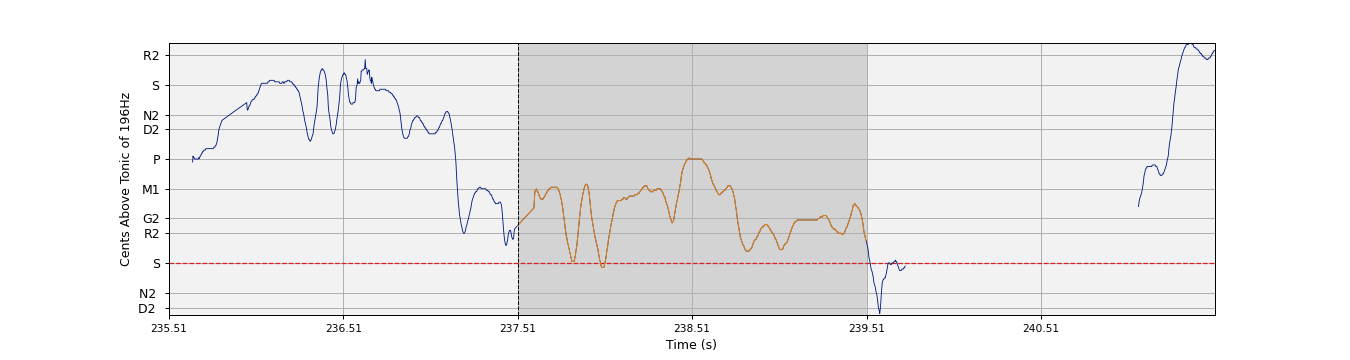 Cents Above Tonic of 196Hz
R2
S
N2
D2
P
M1
G2
R2
S
N2
D2
235.51 236.51 237.51 238.51 239.51 240.51
Time (s)